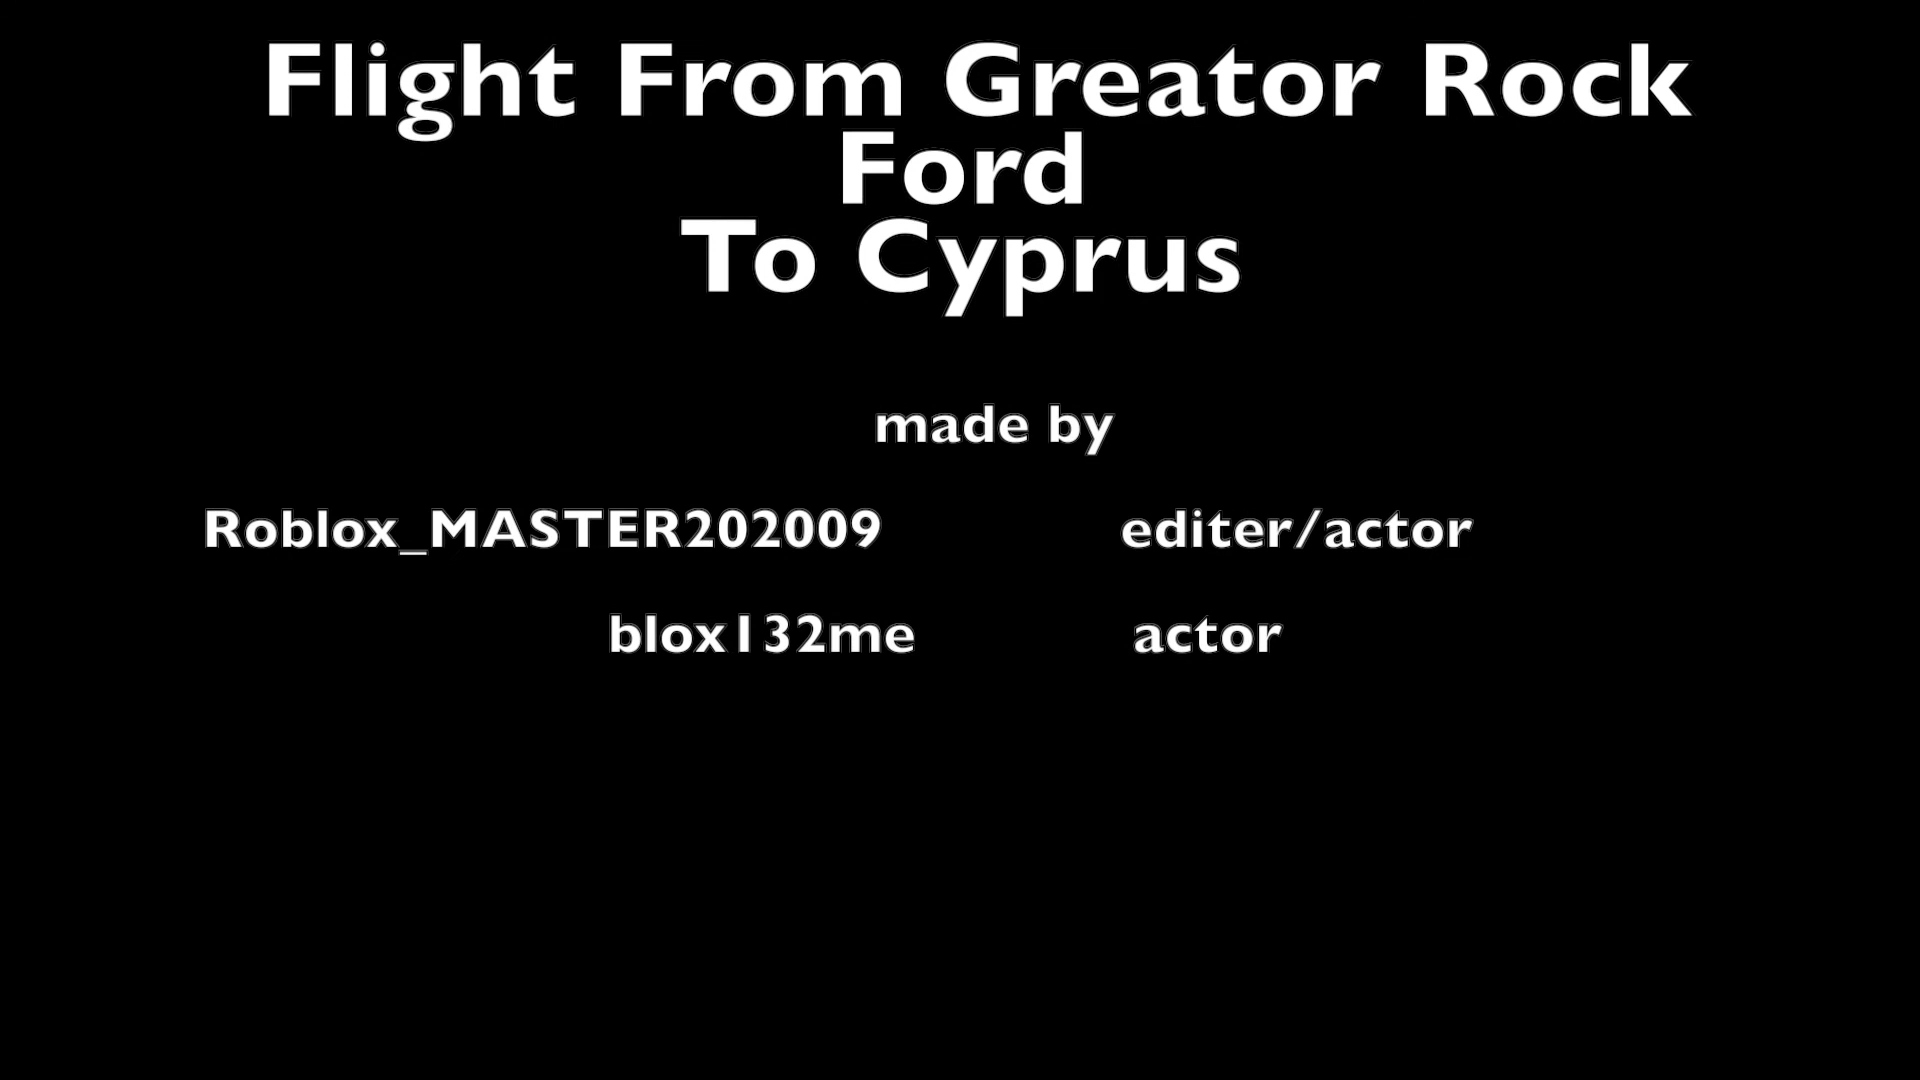 Flight From Greator Rock
Ford
To Cyprus
made by
Roblox_MASTER202009 editer/actor
blox132me actor